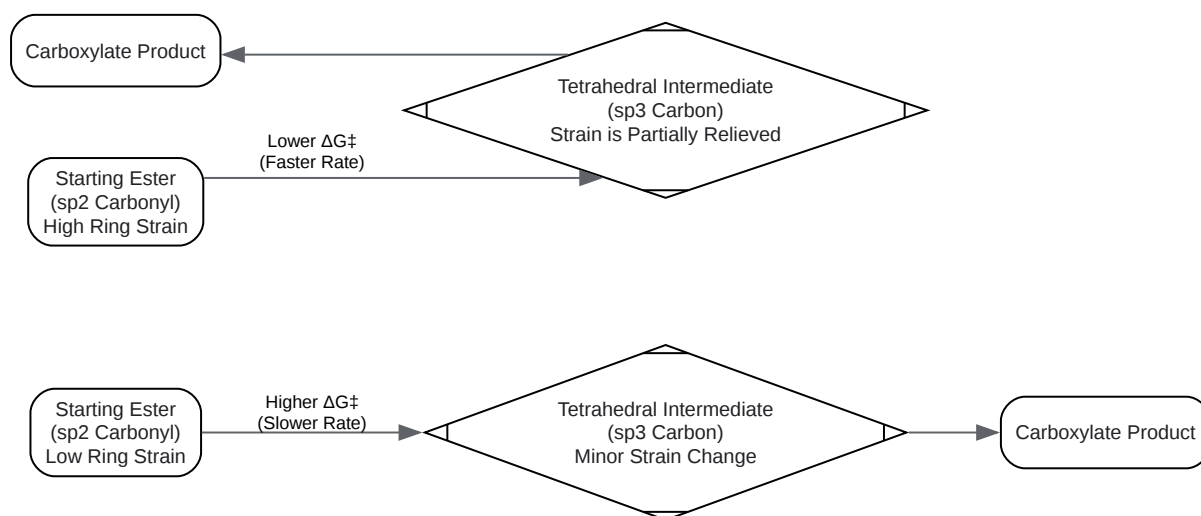 Carboxylate Product
Tetrahedral Intermediate
(sp3 Carbon)
Strain is Partially Relieved
Lower ΔG‡
(Faster Rate)
Starting Ester
(sp2 Carbonyl)
High Ring Strain
Starting Ester
(sp2 Carbonyl)
Low Ring Strain
Higher ΔG‡
(Slower Rate)
Tetrahedral Intermediate
(sp3 Carbon)
Minor Strain Change
Carboxylate Product